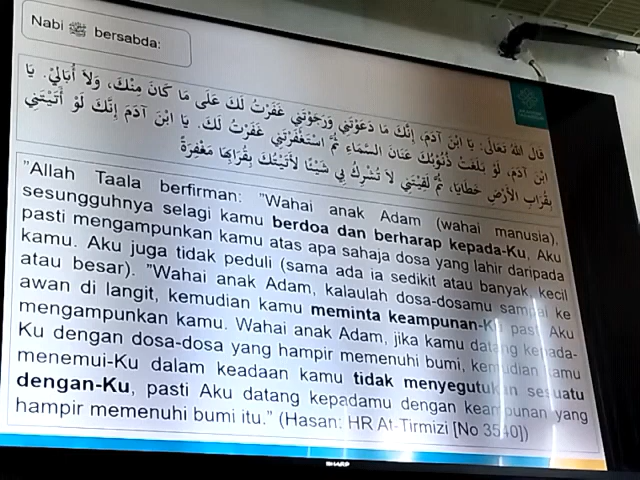 Nabi ﷺ bersabda:
قَالَ اللهُ تَعَالَى: يَا ابْنَ آدَمَ، إِنَّكَ مَا دَعَوْتَنِي وَرَجَوْتَنِي غَفَرْتُ لَكَ عَلَى مَا كَانَ مِنْكَ، وَلاَ أُبَالِيْ. يَا
ابْنَ آدَمَ، لَوْ بَلَغَتْ ذُنُوْبُكَ عَنَانَ السَّمَاءِ ثُمَّ اسْتَغْفَرْتَنِي غَفَرْتُ لَكَ. يَا ابْنَ آدَمَ إِنَّكَ لَوْ أَتَيْتَنِي
بِقُرَابِ الأَرْضِ خَطَايَا، ثُمَّ لَقِيْتَنِي لاَ تُشْرِكُ بِي شَيْئًا لأَتَيْتُكَ بِقُرَابِهَا مَغْفِرَةً
"Allah Taala berfirman: "Wahai anak Adam (wahai manusia),
sesungguhnya selagi kamu berdoa dan berharap kepada-Ku, Aku
pasti mengampunkan kamu atas apa sahaja dosa yang lahir daripada
kamu. Aku juga tidak peduli (sama ada ia sedikit atau banyak, kecil
atau besar). "Wahai anak Adam, kalaulah dosa-dosamu sampai ke
awan di langit, kemudian kamu meminta keampunan-Ku pasti Aku
mengampunkan kamu. Wahai anak Adam, jika kamu datang kepada-
Ku dengan dosa-dosa yang hampir memenuhi bumi, kemudian kamu
menemui-Ku dalam keadaan kamu tidak menyegutukan sesuatu
dengan-Ku, pasti Aku datang kepadamu dengan keampunan yang
hampir memenuhi bumi itu." (Hasan: HR At-Tirmizi [No 3540])
SHARP